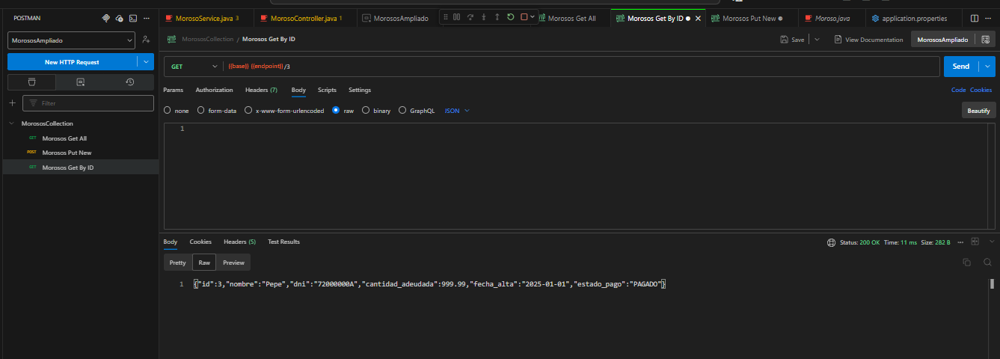 POSTMAN
MorosoService.java 3
MorosoController.java 1
MorososAmpliado
Morosos Get All
Morosos Get By ID
Morosos Put New
Moroso.java
application.properties
MorososAmpliado
New HTTP Request
Filter
MorososCollection
GET Morosos Get All
POST Morosos Put New
GET Morosos Get By ID
MorososCollection / Morosos Get By ID
Save
View Documentation
MorososAmpliado
GET
{{base}} {{endpoint}}/3
Send
Params Authorization Headers (7) Body Scripts Settings
Code Cookies
none form-data x-www-form-urlencoded raw binary GraphQL JSON
Beautify
1
Body Cookies Headers (5) Test Results
Status: 200 OK Time: 11 ms Size: 282 B
Pretty Raw Preview
1 {"id":3,"nombre":"Pepe","dni":"72000000A","cantidad_adeudada":999.99,"fecha_alta":"2025-01-01","estado_pago":"PAGADO"}